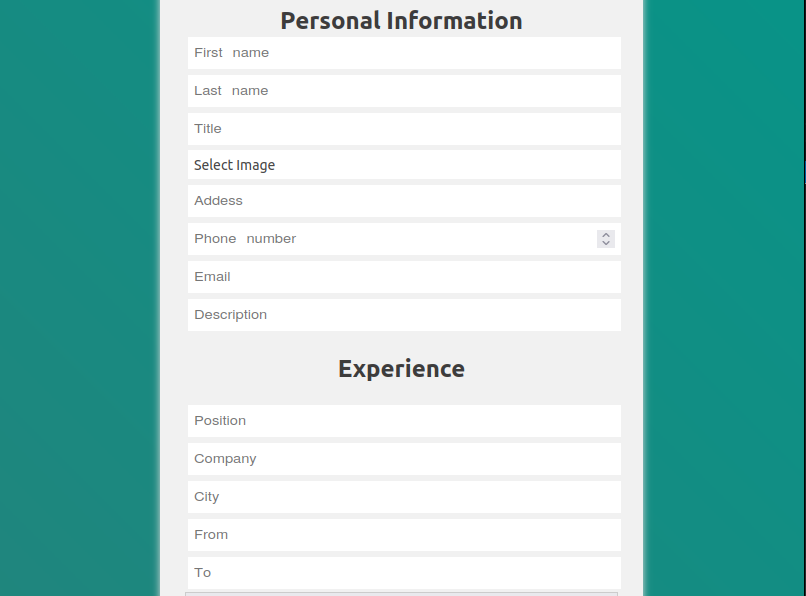 Personal Information
First name
Last name
Title
Select Image
Addess
Phone number
Email
Description
Experience
Position
Company
City
From
To